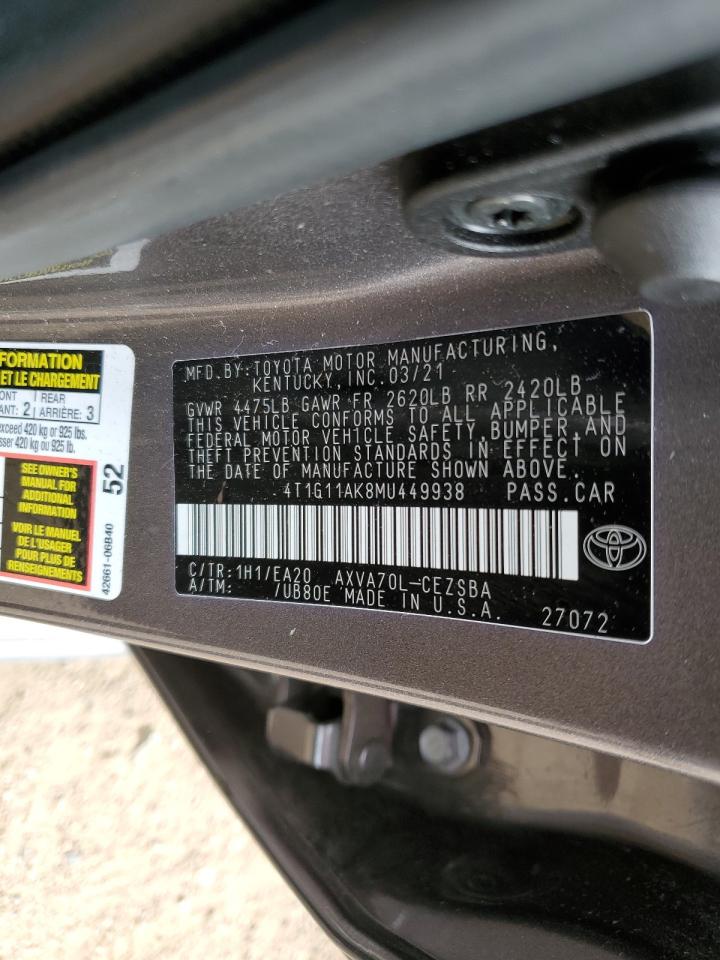 MFD.BY:TOYOTA MOTOR MANUFACTURING,
KENTUCKY, INC.03/21
GVWR 4475LB GAWR FR 2620LB RR 2420LB
THIS VEHICLE CONFORMS TO ALL APPLICABLE
FEDERAL MOTOR VEHICLE SAFETY,BUMPER,AND
THEFT PREVENTION STANDARDS IN EFFECT ON
THE DATE OF MANUFACTURE SHOWN ABOVE.
4T1G11AK8MU449938 PASS.CAR
C/TR:1H1/EA20 AXVA70L-CEZSBA
A/TM: /UB80E MADE IN U.S.A. 27072
FORMATION
ET LE CHARGEMENT
REAR
ANT: 2 ARRIÈRE: 3
exceed 420 kg or 925 lbs.
sser 420 kg ou 925 lb.
SEE OWNER'S
MANUAL FOR
ADDITIONAL
INFORMATION
VOIR LE MANUEL
DE L'USAGER
POUR PLUS DE
RENSEIGNEMENTS
52
42661-06B40